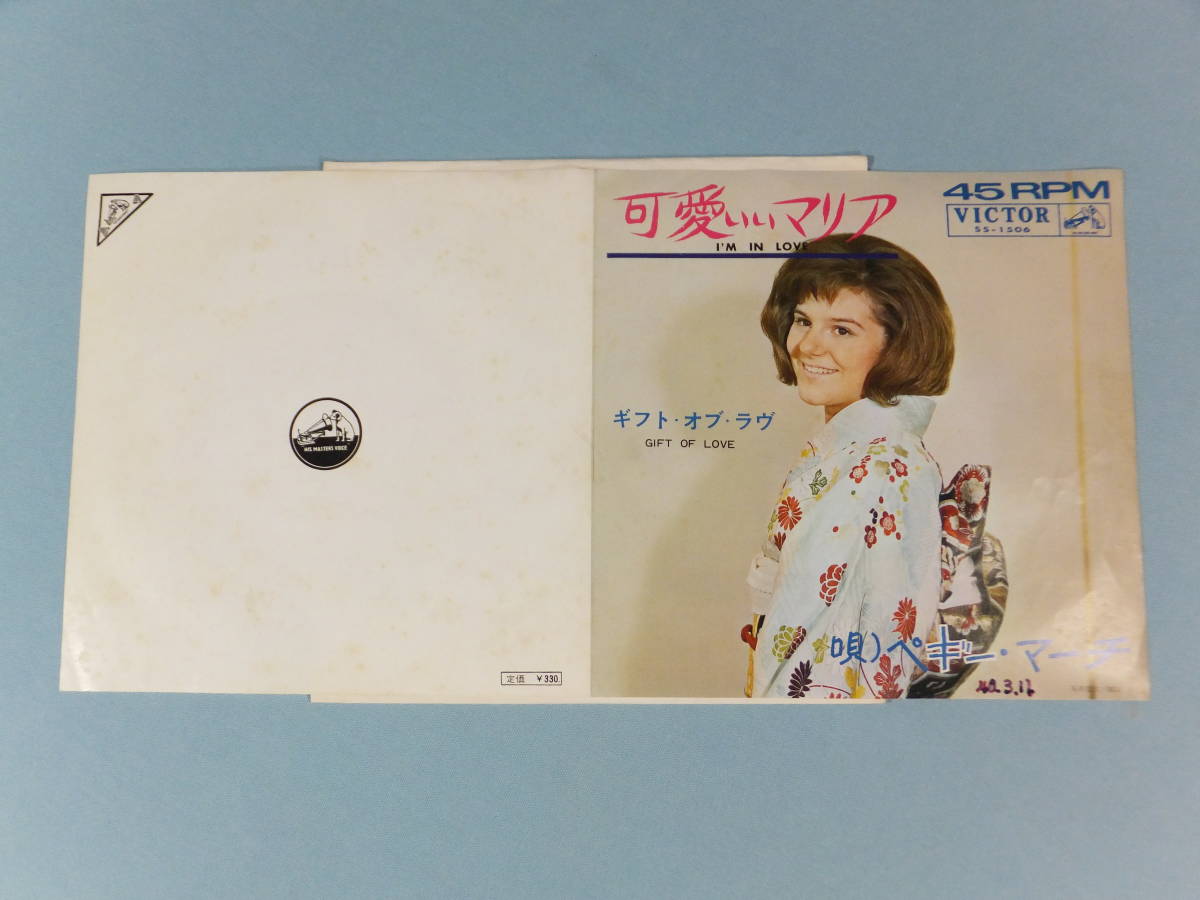 HIS MASTERS VOICE
定価 ¥330.
可愛いいマリア
I'M IN LOVE
45 RPM
VICTOR
SS-1506
ギフト・オブ・ラヴ
GIFT OF LOVE
唄)ペギー・マーチ
42.3.12